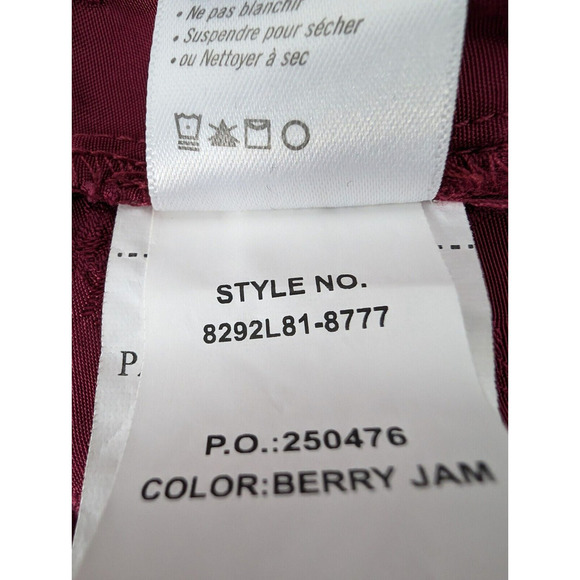 • Ne pas blanchir
• Suspendre pour sécher
• ou Nettoyer à sec
STYLE NO.
8292L81-8777
P.O.:250476
COLOR:BERRY JAM